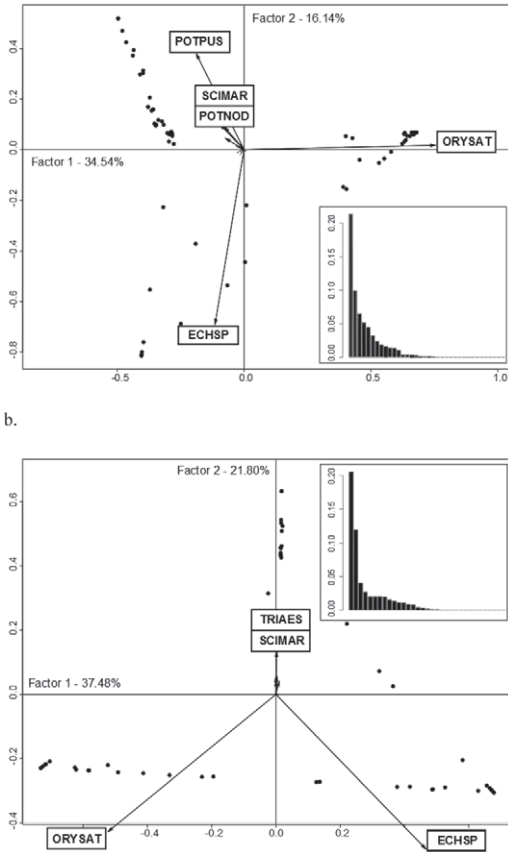 Factor 2 - 16.14%
0.4
POTPUS
SCIMAR
0.2
POTNOD
ORYSAT
0.0
Factor 1 - 34.54%
-0.2
0.20
-0.4
0.15
0.10
-0.6
0.05
ECHSP
-0.8
0.00
-0.5 0.0 0.5 1.0
b.
Factor 2 - 21.80%
0.6
0.20
0.15
0.4
0.10
0.05
0.00
TRIAES
0.2
SCIMAR
Factor 1 - 37.48%
0.0
-0.2
-0.4
ORYSAT
ECHSP
-0.4 -0.2 0.0 0.2